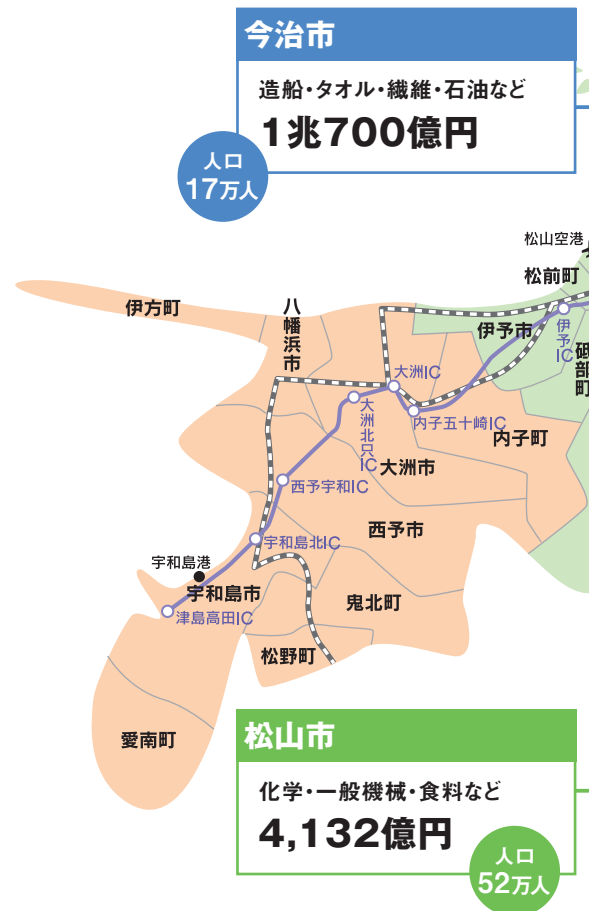 今治市
造船・タオル・繊維・石油など
1兆700億円
人口
17万人
松山空港
松前町
伊方町
八幡浜市
伊予市
伊予IC
砥部町
大洲IC
大洲北只IC
内子五十崎IC
内子町
大洲市
西予宇和IC
西予市
宇和島北IC
宇和島港
宇和島市
鬼北町
津島高田IC
松野町
愛南町
松山市
化学・一般機械・食料など
4,132億円
人口
52万人